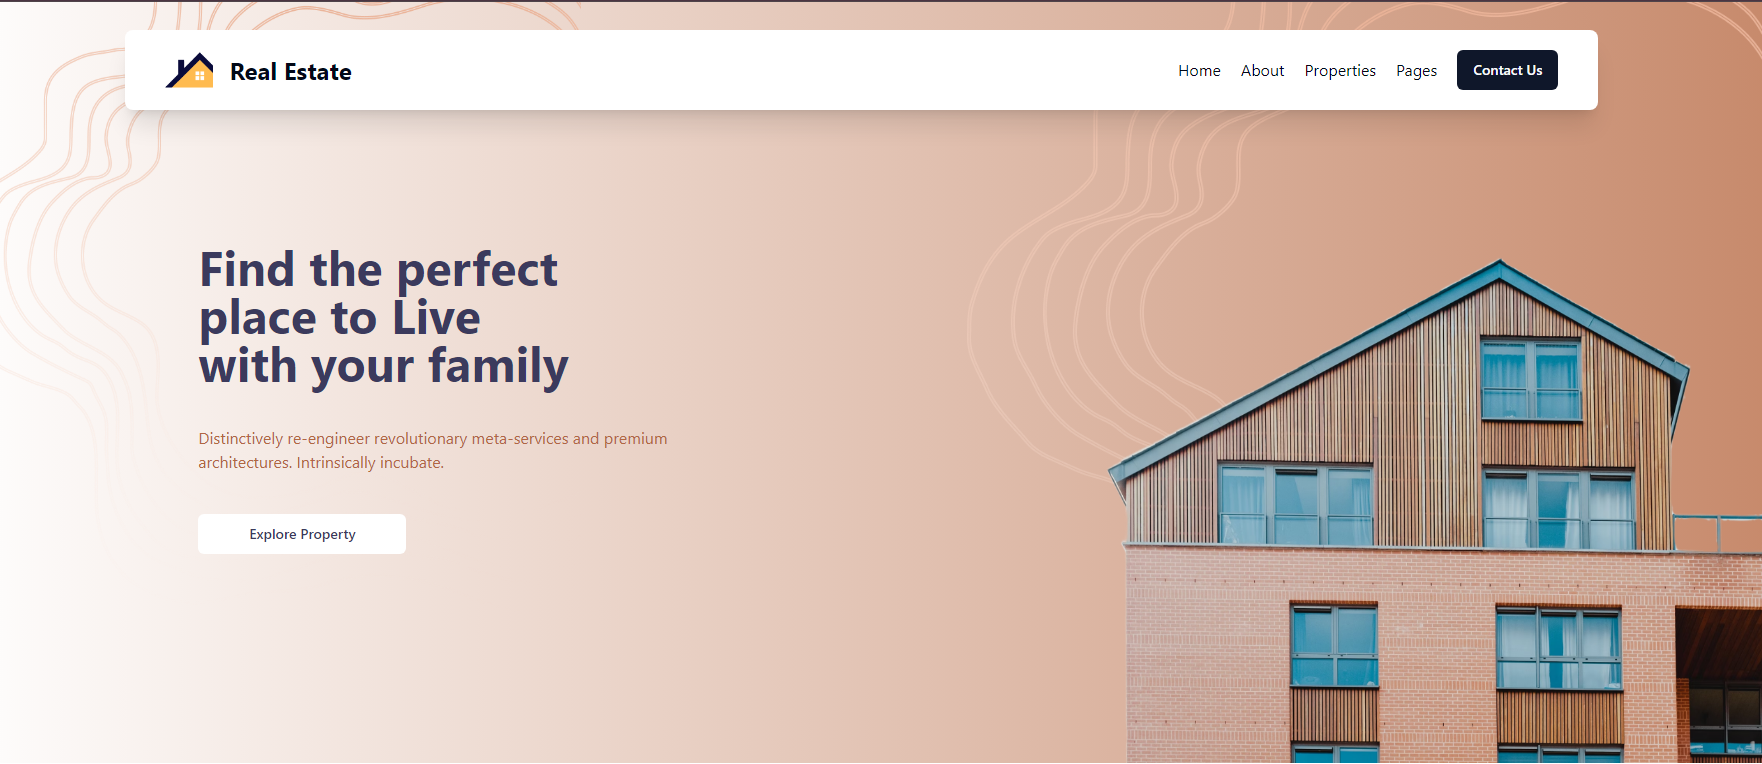 Real Estate
Home About Properties Pages Contact Us
Find the perfect
place to Live
with your family
Distinctively re-engineer revolutionary meta-services and premium
architectures. Intrinsically incubate.
Explore Property